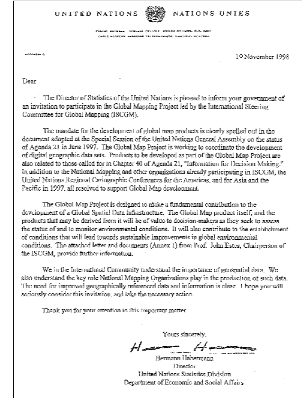 UNITED NATIONS NATIONS UNIES
19 November 1998
Dear
The Director of Statistics of the United Nations is pleased to inform your government of
an invitation to participate in the Global Mapping Project led by the International Steering
Committee for Global Mapping (ISCGM).
The mandate for the development of global map products is clearly spelled out in the
document adopted at the Special Session of the United Nations General Assembly on the status
of Agenda 21 in June 1997. The Global Map Project is working to coordinate the development
of digital geographic data sets. Products to be developed as part of the Global Map Project are
also related to those called for in Chapter 40 of Agenda 21, "Information for Decision Making."
In addition to the National Mapping and other organizations already participating in ISCGM, the
United Nations Regional Cartographic Conferences for the Americas, and for Asia and the
Pacific in 1997, all resolved to support Global Map development.
The Global Map Project is designed to make a fundamental contribution to the
development of a Global Spatial Data Infrastructure. The Global Map product itself, and the
products that may be derived from it will be of value to decision-makers as they seek to assess
the status of and to monitor environmental conditions. It will also contribute to the establishment
of conditions that will lead towards sustainable improvements in global environmental
conditions. The attached letter and document (Annex 1) from Prof. John Estes, Chairperson of
the ISCGM, provide further information.
We in the International Community understand the importance of geospatial data. We
also understand the key role National Mapping Organizations play in the production of such data.
The need for improved geographically referenced data and information is clear. I hope you will
seriously consider this invitation, and take the necessary action.
Thank you for your attention in this important matter.
Yours sincerely,
Hermann Habermann
Director
United Nations Statistics Division
Department of Economic and Social Affairs